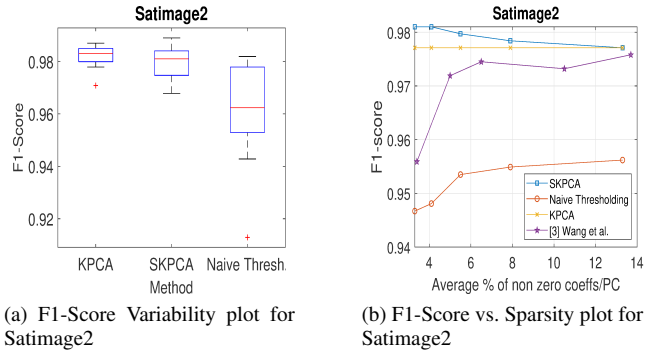 Satimage2
F1-Score
0.98
0.96
0.94
0.92
KPCA
SKPCA
Naive Thresh.
Method
(a) F1-Score Variability plot for
Satimage2
Satimage2
F1-score
0.98
0.97
0.96
0.95
0.94
4
6
8
10
12
14
Average % of non zero coeffs/PC
SKPCA
Naive Thresholding
KPCA
[3] Wang et al.
(b) F1-Score vs. Sparsity plot for
Satimage2